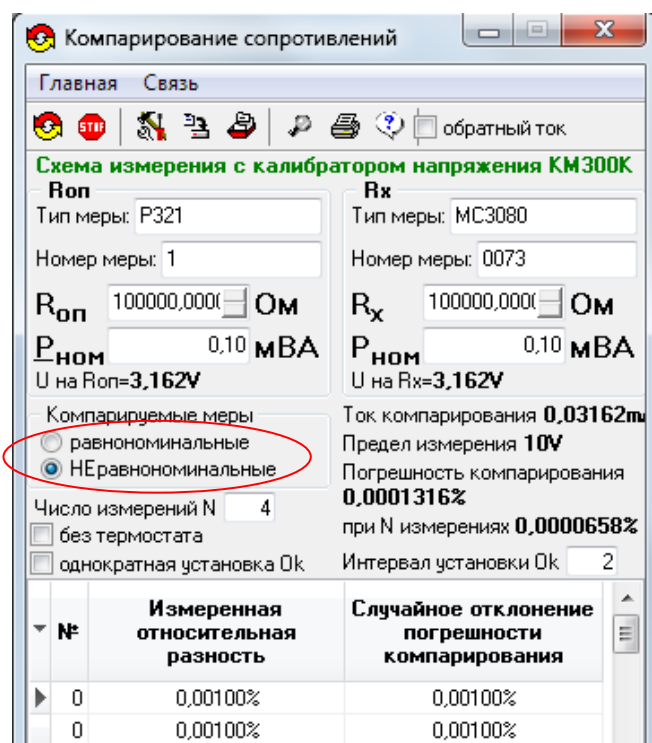 Компарирование сопротивлений
Главная Связь
STOP обратный ток
Схема измерения с калибратором напряжения КМ300К
Rоп Rx
Тип меры: Р321 Тип меры: МС3080
Номер меры: 1 Номер меры: 0073
Rоп 100000,000( Ом Rx 100000,000( Ом
Pном 0,10 мВА Pном 0,10 мВА
U на Rоп=3,162V U на Rx=3,162V
Компарируемые меры Ток компарирования 0,03162m
равнономинальные Предел измерения 10V
НЕравнономинальные Погрешность компарирования
0,0001316%
Число измерений N 4 при N измерениях 0,0000658%
без термостата
однократная установка Ok Интервал установки Ok 2
№ Измеренная относительная разность Случайное отклонение погрешности компарирования
0 0,00100% 0,00100%
0 0,00100% 0,00100%